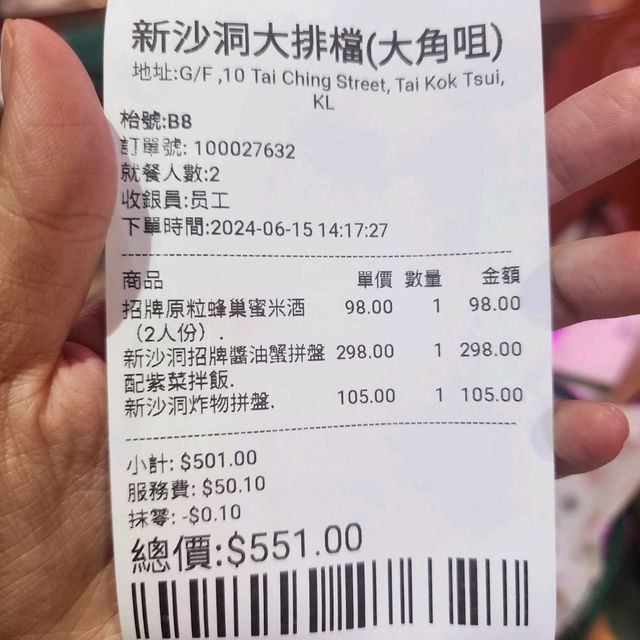 新沙洞大排檔(大角咀)
地址:G/F ,10 Tai Ching Street, Tai Kok Tsui,
KL
枱號:B8
訂單號: 100027632
就餐人數:2
收銀員:员工
下單時間:2024-06-15 14:17:27
商品 單價 數量 金額
招牌原粒蜂巢蜜米酒 98.00 1 98.00
（2人份）.
新沙洞招牌醬油蟹拼盤 298.00 1 298.00
配紫菜拌飯.
新沙洞炸物拼盤. 105.00 1 105.00
小計: $501.00
服務費: $50.10
抹零: -$0.10
總價:$551.00